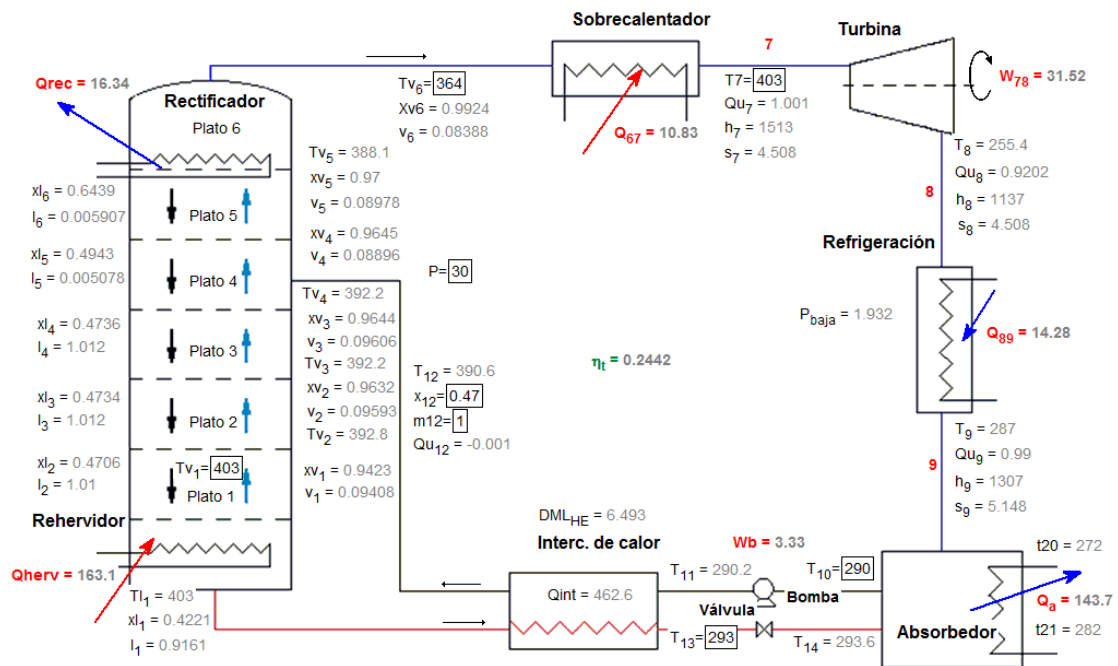 Sobrecalentador
Turbina
7
Qrec = 16.34
Rectificador
Plato 6
Tv6 = 364
Xv6 = 0.9924
v6 = 0.08388
Q67 = 10.83
T7 = 403
Qu7 = 1.001
h7 = 1513
s7 = 4.508
W78 = 31.52
T8 = 255.4
Qu8 = 0.9202
h8 = 1137
s8 = 4.508
8
Tv5 = 388.1
xv5 = 0.97
v5 = 0.08978
xl6 = 0.6439
l6 = 0.005907
Plato 5
xv4 = 0.9645
v4 = 0.08896
xl5 = 0.4943
l5 = 0.005078
Plato 4
P= 30
Refrigeración
Tv4 = 392.2
xv3 = 0.9644
v3 = 0.09606
Tv3 = 392.2
xl4 = 0.4736
l4 = 1.012
Plato 3
Pbaja = 1.932
Q89 = 14.28
ηt = 0.2442
T12 = 390.6
x12= 0.47
m12= 1
Qu12 = -0.001
xv2 = 0.9632
v2 = 0.09593
Tv2 = 392.8
xl3 = 0.4734
l3 = 1.012
Plato 2
T9 = 287
Qu9 = 0.99
h9 = 1307
s9 = 5.148
9
xl2 = 0.4706
l2 = 1.01
Tv1= 403
Plato 1
xv1 = 0.9423
v1 = 0.09408
Rehervidor
Qherv = 163.1
DMLHE = 6.493
Interc. de calor
Wb = 3.33
T11 = 290.2
T10= 290
Bomba
Qint = 462.6
Válvula
T13= 293
T14 = 293.6
t20 = 272
Qa = 143.7
t21 = 282
Absorbedor
Tl1 = 403
xl1 = 0.4221
l1 = 0.9161